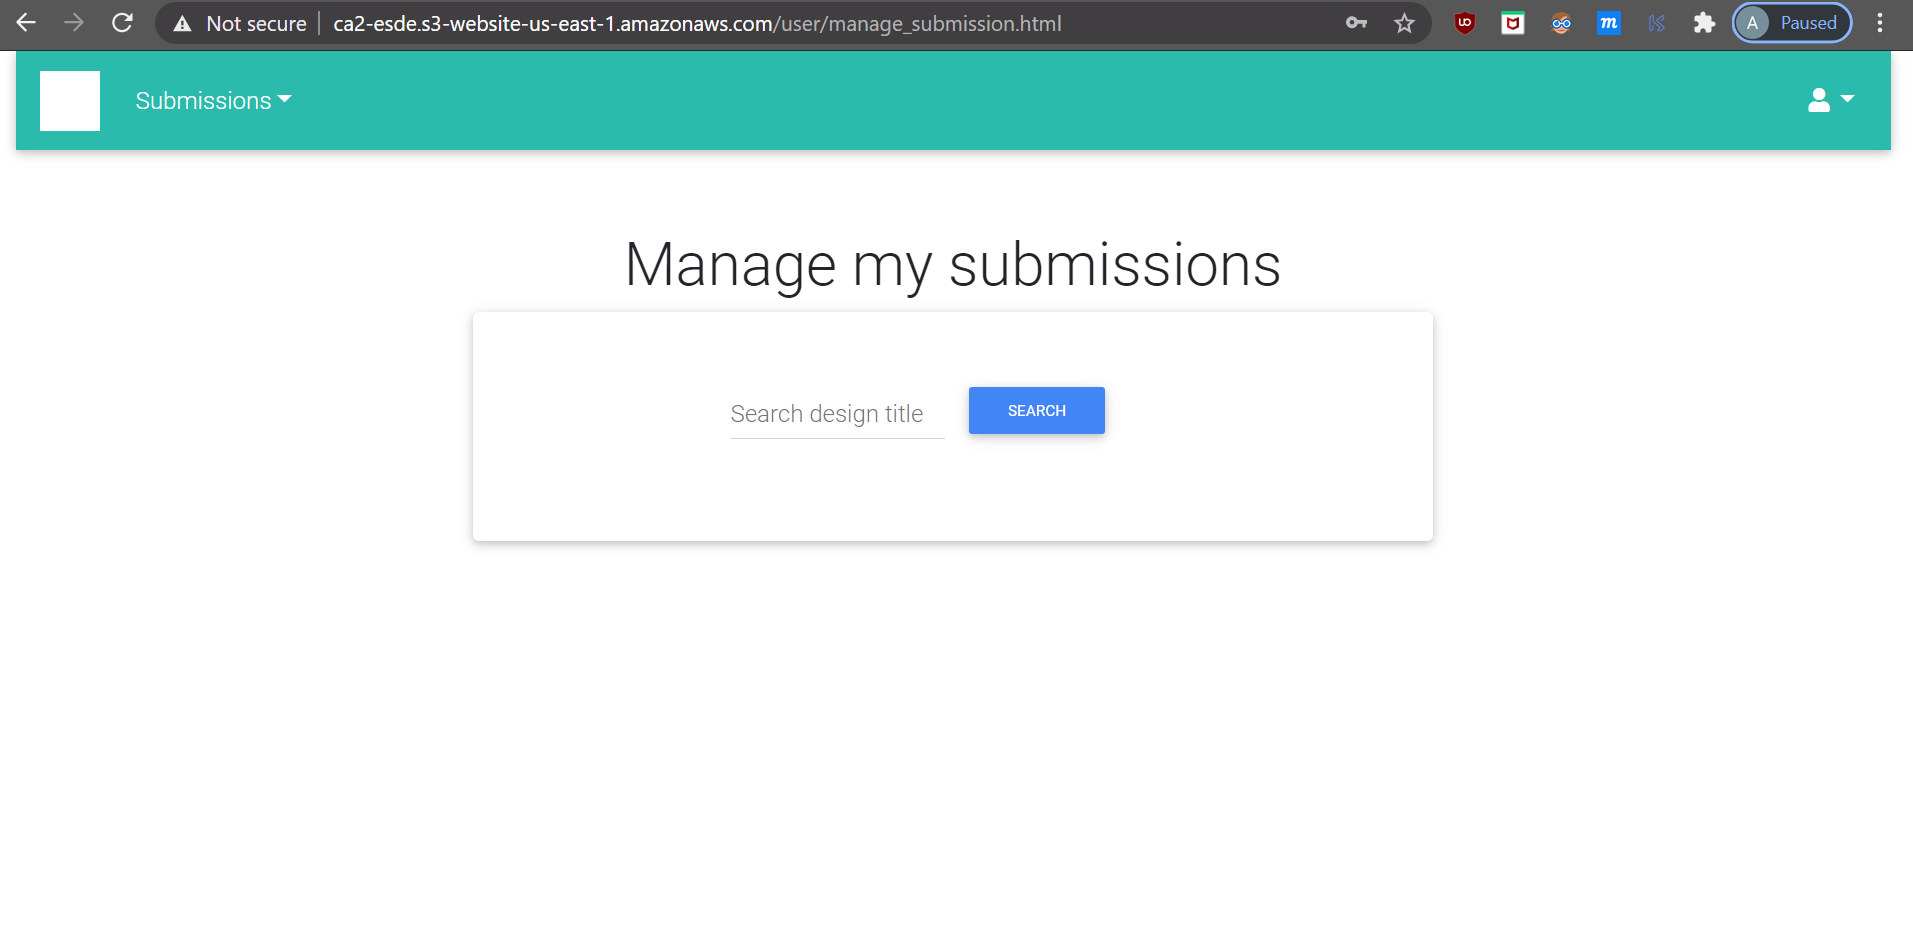 Not secure ca2-esde.s3-website-us-east-1.amazonaws.com/user/manage_submission.html
A Paused
Submissions
Manage my submissions
Search design title
SEARCH